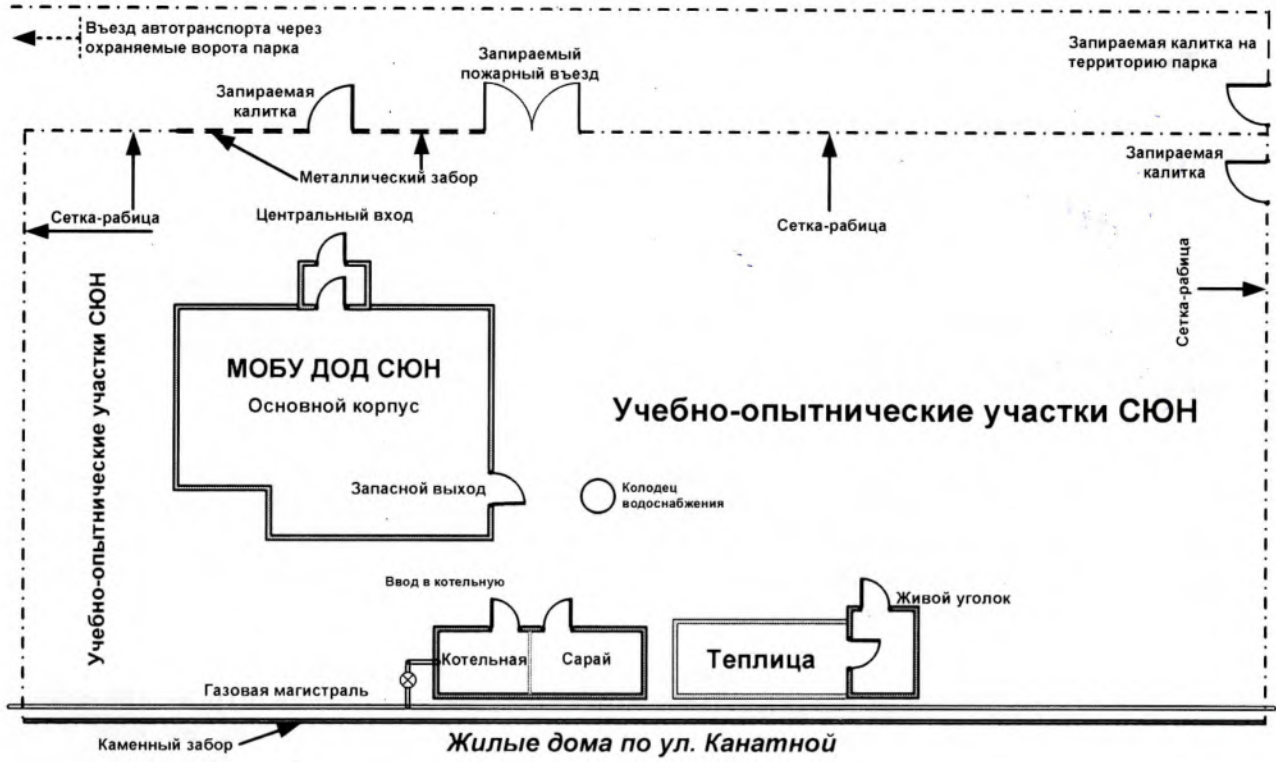 Въезд автотранспорта через
охраняемые ворота парка
Запираемый
пожарный въезд
Запираемая калитка на
территорию парка
Запираемая
калитка
Запираемая
калитка
Металлический забор
Сетка-рабица
Центральный вход
Сетка-рабица
Сетка-рабица
МОБУ ДОД СЮН
Основной корпус
Учебно-опытнические участки СЮН
Учебно-опытнические участки СЮН
Запасной выход
Колодец
водоснабжения
Ввод в котельную
Живой уголок
Котельная
Сарай
Теплица
Газовая магистраль
Каменный забор
Жилые дома по ул. Канатной